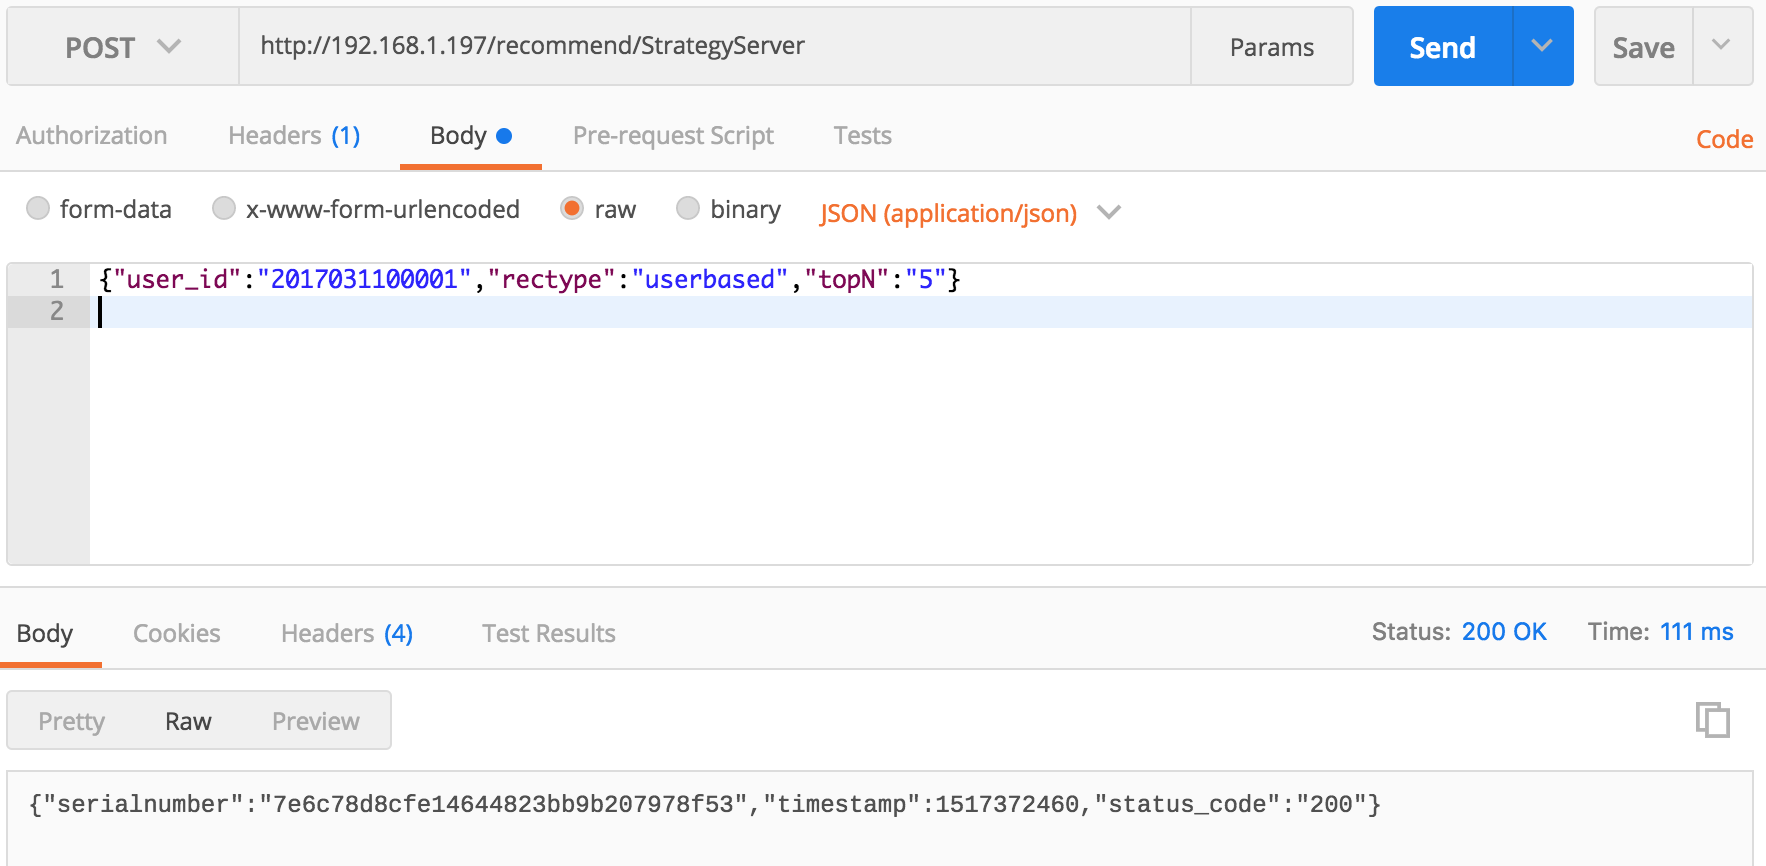 POST http://192.168.1.197/recommend/StrategyServer Params Send Save
Authorization Headers (1) Body Pre-request Script Tests Code
form-data x-www-form-urlencoded raw binary JSON (application/json)
1 {"user_id":"2017031100001","rectype":"userbased","topN":"5"}
2
Body Cookies Headers (4) Test Results Status: 200 OK Time: 111 ms
Pretty Raw Preview
{"serialnumber":"7e6c78d8cfe14644823bb9b207978f53","timestamp":1517372460,"status_code":"200"}